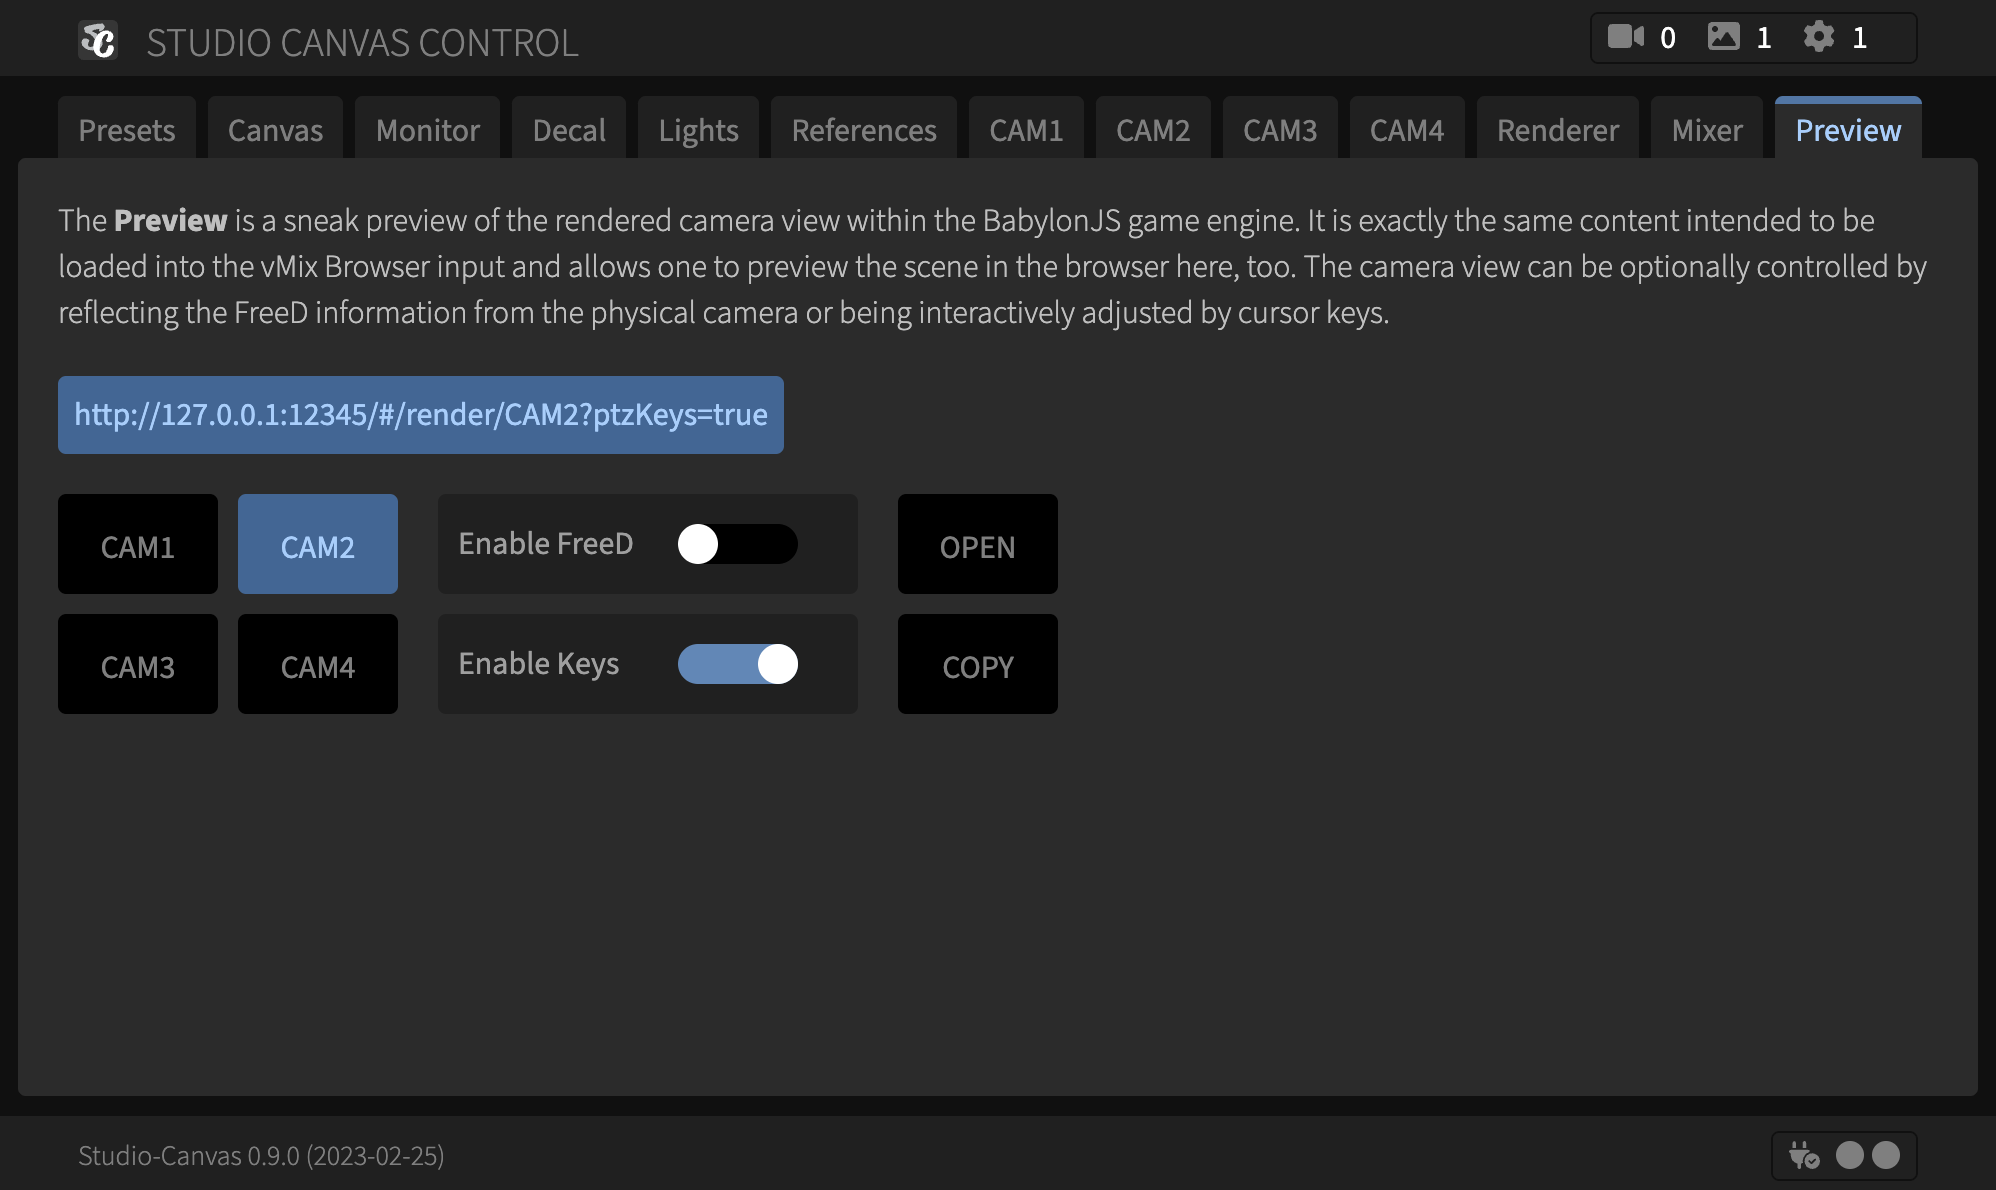 SC STUDIO CANVAS CONTROL
0 1 1
Presets Canvas Monitor Decal Lights References CAM1 CAM2 CAM3 CAM4 Renderer Mixer Preview
The Preview is a sneak preview of the rendered camera view within the BabylonJS game engine. It is exactly the same content intended to be
loaded into the vMix Browser input and allows one to preview the scene in the browser here, too. The camera view can be optionally controlled by
reflecting the FreeD information from the physical camera or being interactively adjusted by cursor keys.
http://127.0.0.1:12345/#/render/CAM2?ptzKeys=true
CAM1 CAM2 Enable FreeD OPEN
CAM3 CAM4 Enable Keys COPY
Studio-Canvas 0.9.0 (2023-02-25)